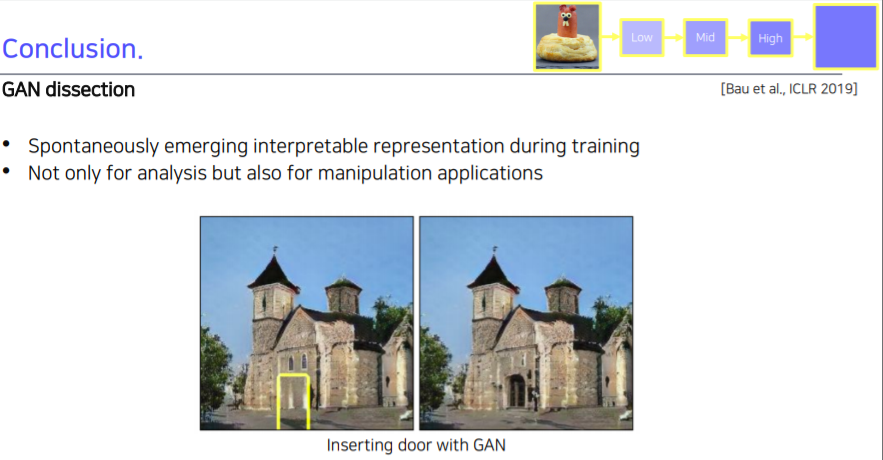 Conclusion.
Low
Mid
High
GAN dissection
[Bau et al., ICLR 2019]
• Spontaneously emerging interpretable representation during training
• Not only for analysis but also for manipulation applications
Inserting door with GAN